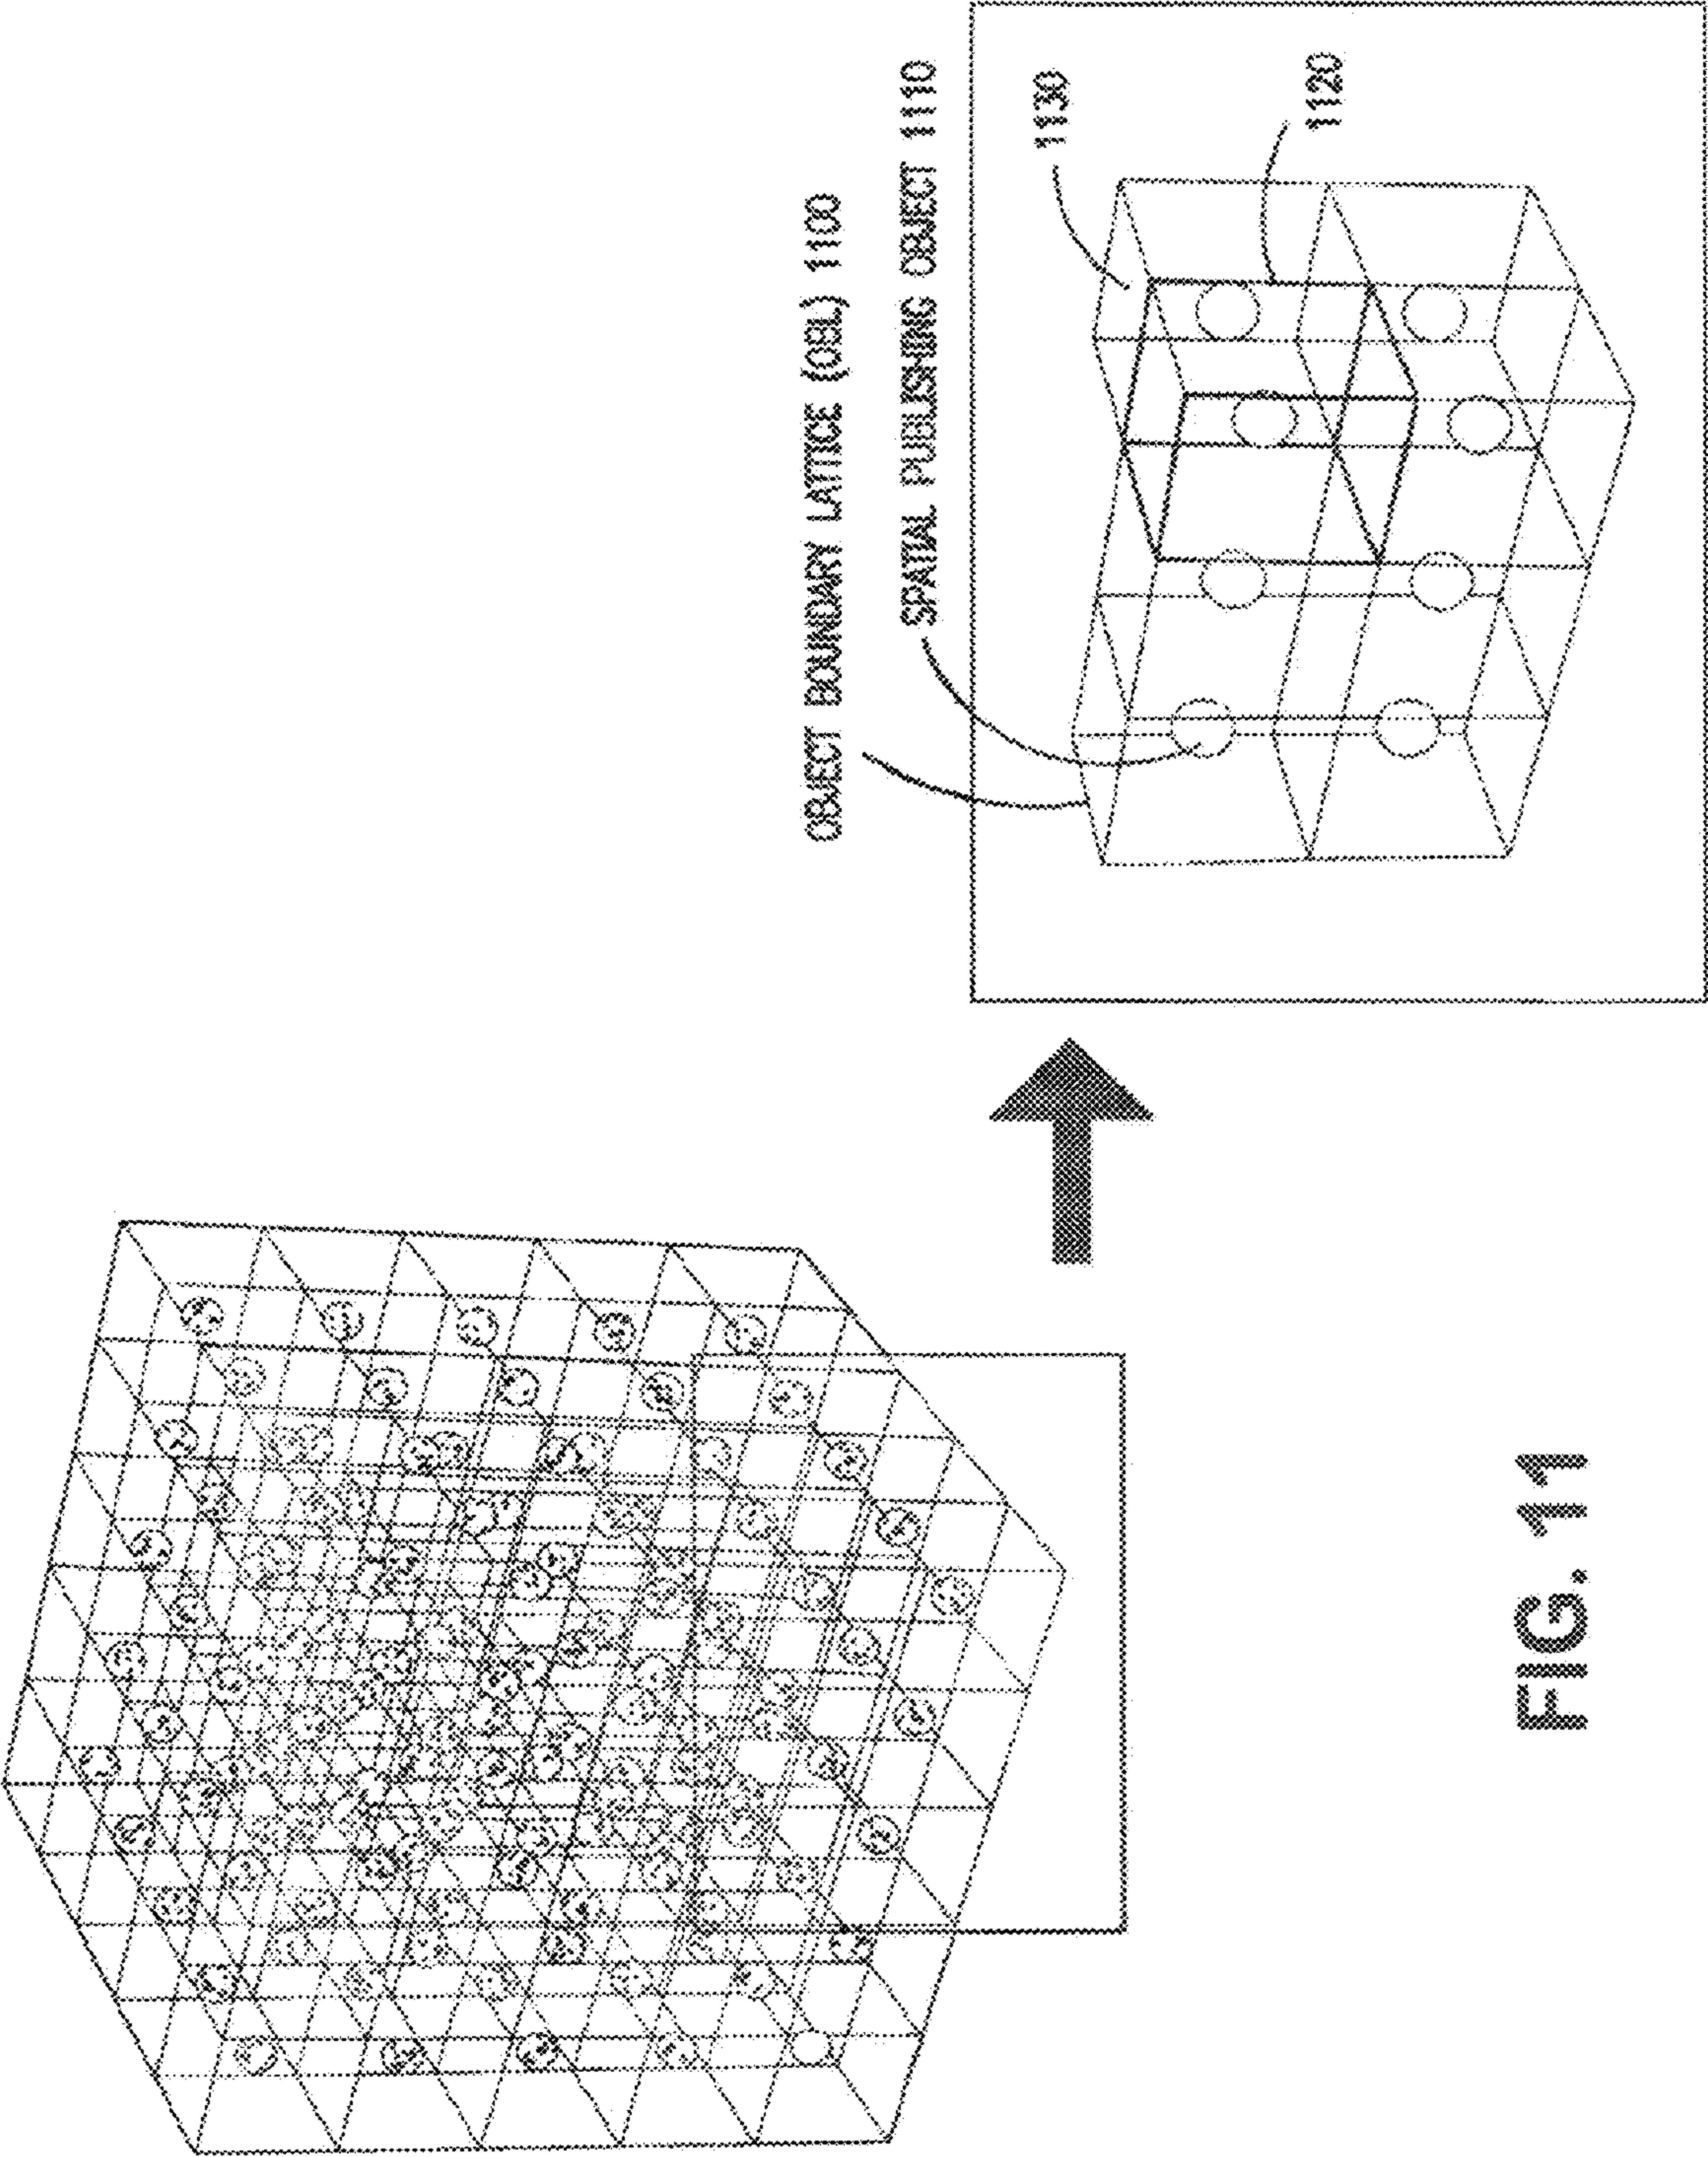 OBJECT BOUNDARY LATTICE (OBL) 1100
SPATIAL PUBLISHING OBJECT 1110
1130
1120
FIG. 11